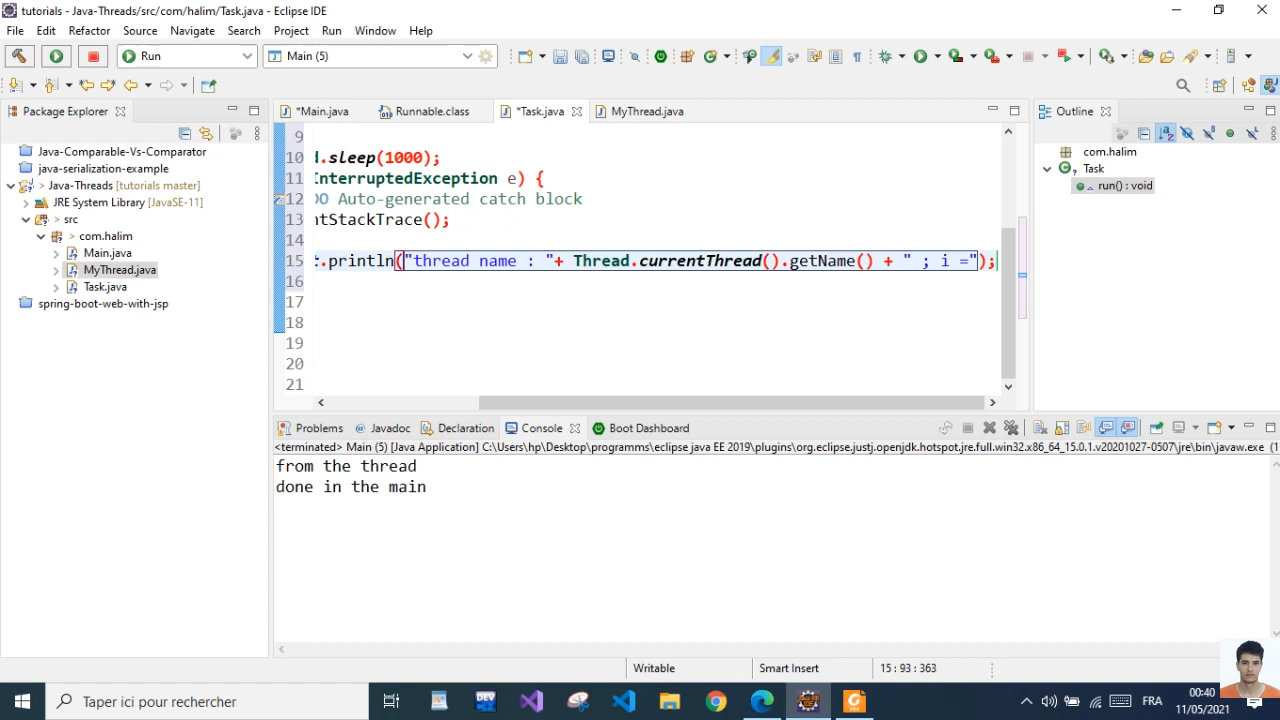 tutorials - Java-Threads/src/com/halim/Task.java - Eclipse IDE
File Edit Refactor Source Navigate Search Project Run Window Help
Run Main (5)
Package Explorer
*Main.java Runnable.class *Task.java MyThread.java
Outline
Java-Comparable-Vs-Comparator
java-serialization-example
> Java-Threads [tutorials master]
JRE System Library [JavaSE-11]
> src
com.halim
Main.java
MyThread.java
Task.java
spring-boot-web-with-jsp
9
10 d.sleep(1000);
11 InterruptedException e) {
12 DO Auto-generated catch block
13 ntStackTrace();
14
15 t.println("thread name : "+ Thread.currentThread().getName() + " ; i =");
16
17
18
19
20
21
com.halim
Task
run() : void
Problems Javadoc Declaration Console Boot Dashboard
<terminated> Main (5) [Java Application] C:\Users\hp\Desktop\programms\eclipse java EE 2019\plugins\org.eclipse.justj.openjdk.hotspot.jre.full.win32.x86_64_15.0.1.v20201027-0507\jre\bin\javaw.exe (1
from the thread
done in the main
Writable Smart Insert 15 : 93 : 363
Taper ici pour rechercher
FRA
00:40
11/05/2021